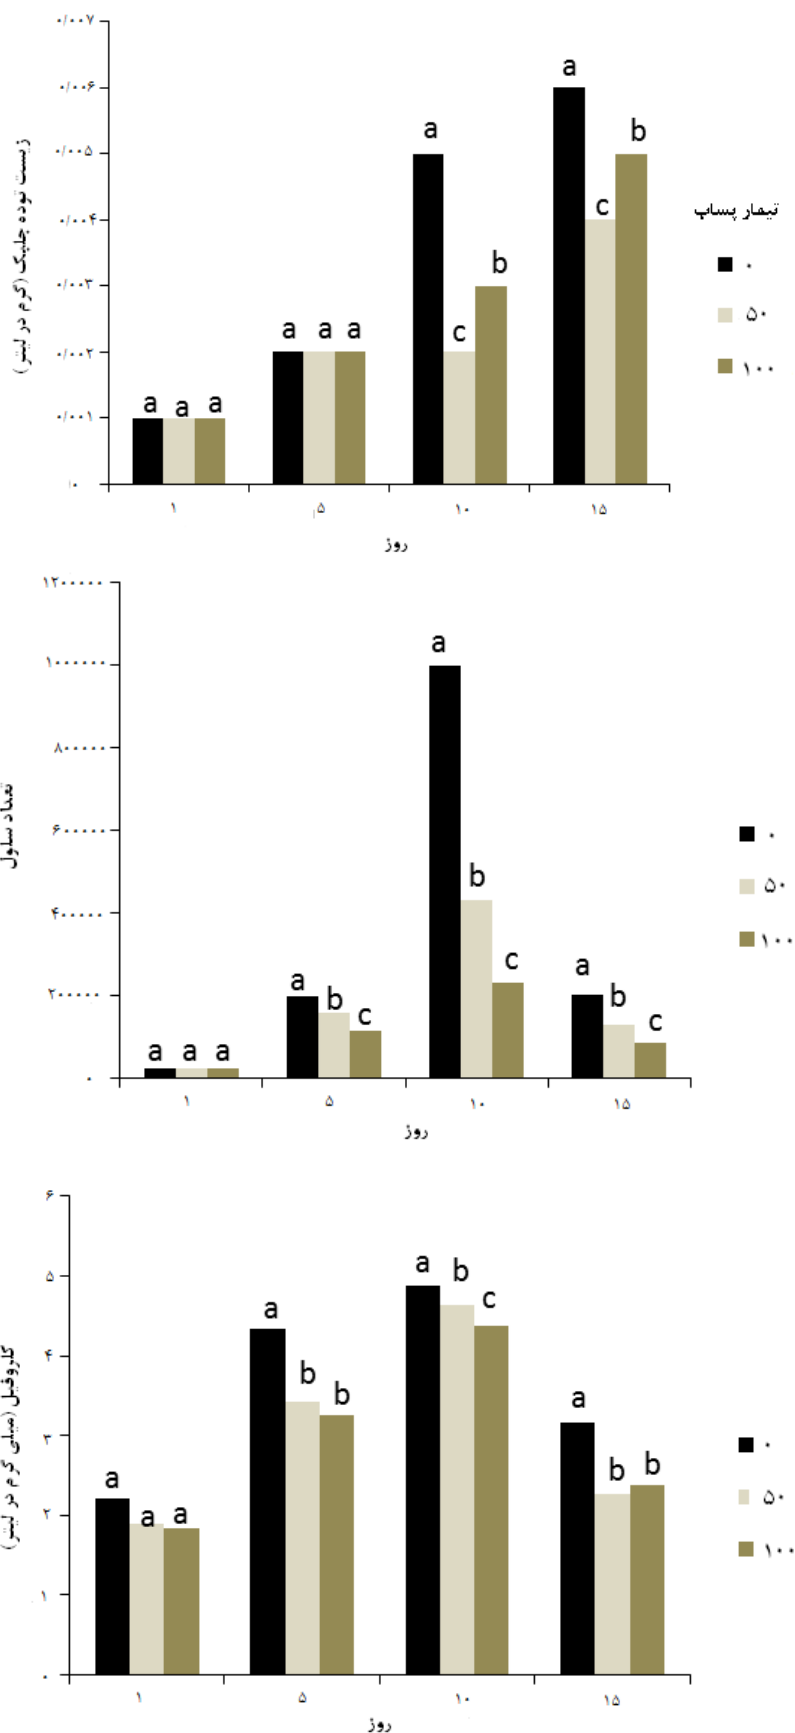 زیست توده جلبک (گرم در لیتر)
۰/۰۰۷
۰/۰۰۶
۰/۰۰۵
۰/۰۰۴
۰/۰۰۳
۰/۰۰۲
۰/۰۰۱
۰
a a a
a a a
a c b
a c b
۱ ۵ ۱۰ ۱۵
روز
تیمار پساب
۰
۵۰
۱۰۰
تعداد سلول
۱۲۰۰۰۰۰
۱۰۰۰۰۰۰
۸۰۰۰۰۰
۶۰۰۰۰۰
۴۰۰۰۰۰
۲۰۰۰۰۰
۰
a a a
a b c
a b c
a b c
۱ ۵ ۱۰ ۱۵
روز
۰
۵۰
۱۰۰
کلروفیل (میلی گرم در لیتر)
۶
۵
۴
۳
۲
۱
۰
a a a
a b b
a b c
a b b
۱ ۵ ۱۰ ۱۵
روز
۰
۵۰
۱۰۰